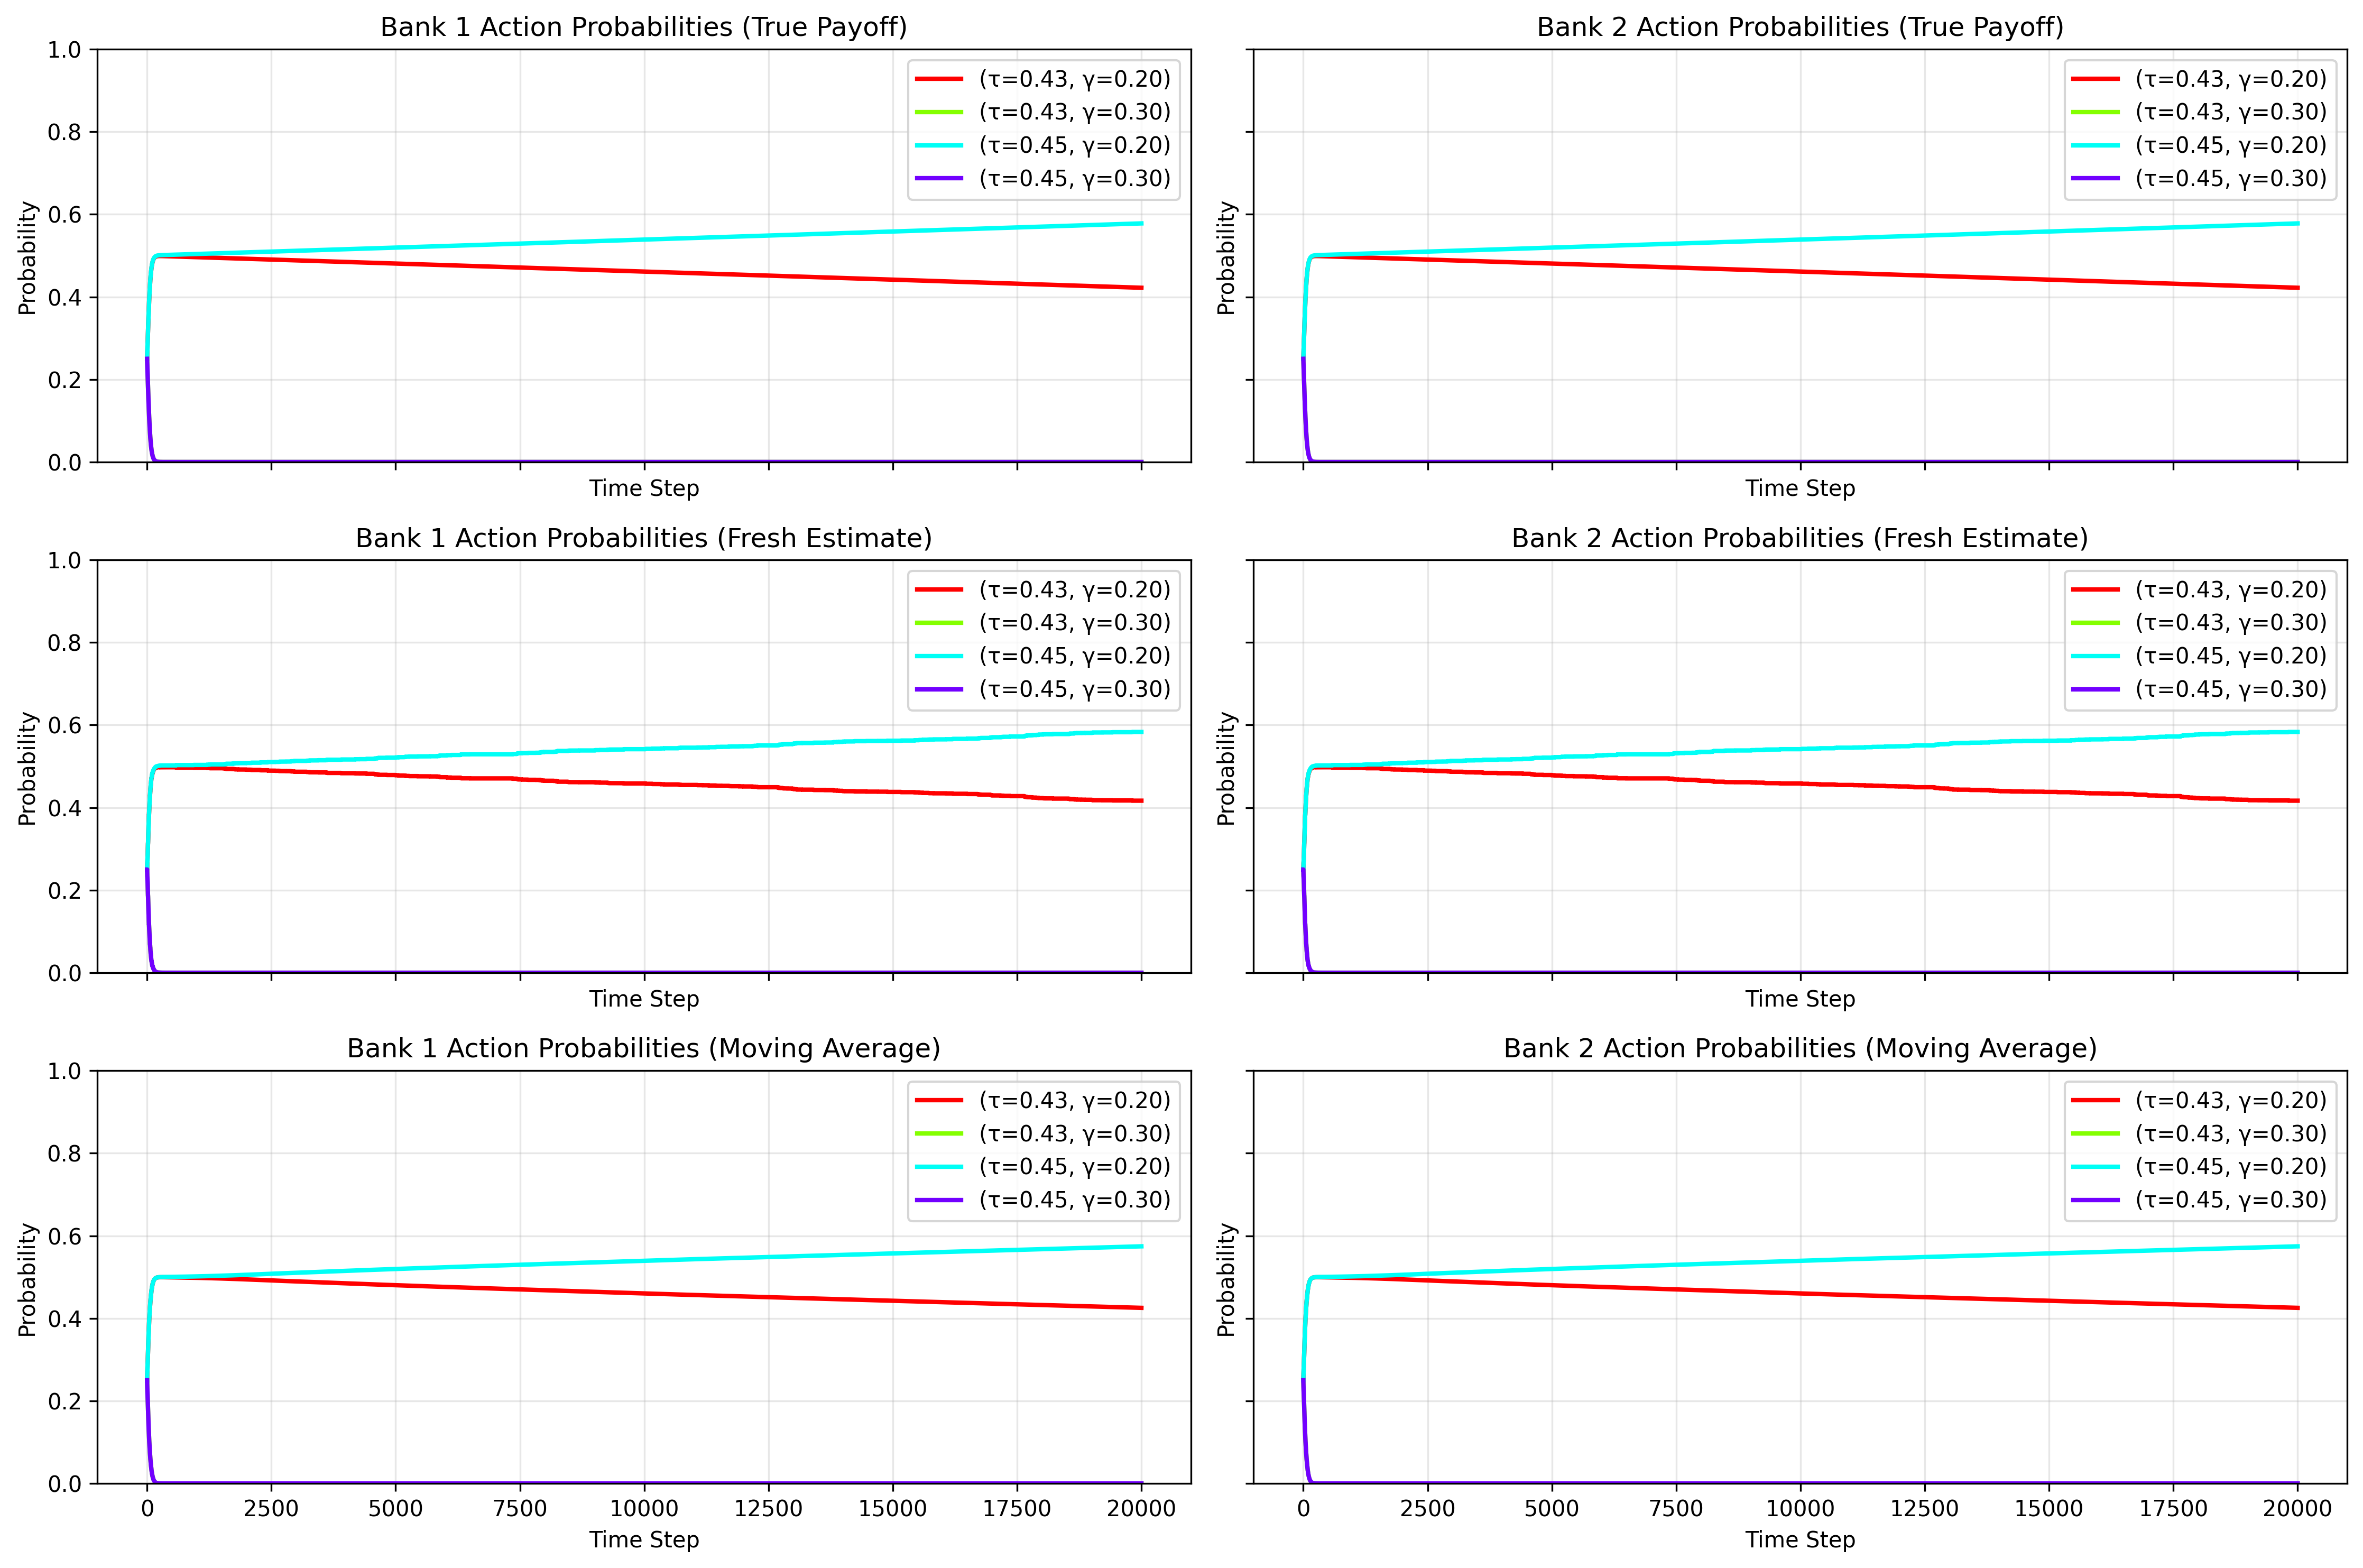 Bank 1 Action Probabilities (True Payoff)
Probability
1.0
0.8
0.6
0.4
0.2
0.0
(τ=0.43, γ=0.20)
(τ=0.43, γ=0.30)
(τ=0.45, γ=0.20)
(τ=0.45, γ=0.30)
Time Step
Bank 2 Action Probabilities (True Payoff)
Probability
(τ=0.43, γ=0.20)
(τ=0.43, γ=0.30)
(τ=0.45, γ=0.20)
(τ=0.45, γ=0.30)
Time Step
Bank 1 Action Probabilities (Fresh Estimate)
Probability
1.0
0.8
0.6
0.4
0.2
0.0
(τ=0.43, γ=0.20)
(τ=0.43, γ=0.30)
(τ=0.45, γ=0.20)
(τ=0.45, γ=0.30)
Time Step
Bank 2 Action Probabilities (Fresh Estimate)
Probability
(τ=0.43, γ=0.20)
(τ=0.43, γ=0.30)
(τ=0.45, γ=0.20)
(τ=0.45, γ=0.30)
Time Step
Bank 1 Action Probabilities (Moving Average)
Probability
1.0
0.8
0.6
0.4
0.2
0.0
(τ=0.43, γ=0.20)
(τ=0.43, γ=0.30)
(τ=0.45, γ=0.20)
(τ=0.45, γ=0.30)
0 2500 5000 7500 10000 12500 15000 17500 20000
Time Step
Bank 2 Action Probabilities (Moving Average)
Probability
(τ=0.43, γ=0.20)
(τ=0.43, γ=0.30)
(τ=0.45, γ=0.20)
(τ=0.45, γ=0.30)
0 2500 5000 7500 10000 12500 15000 17500 20000
Time Step